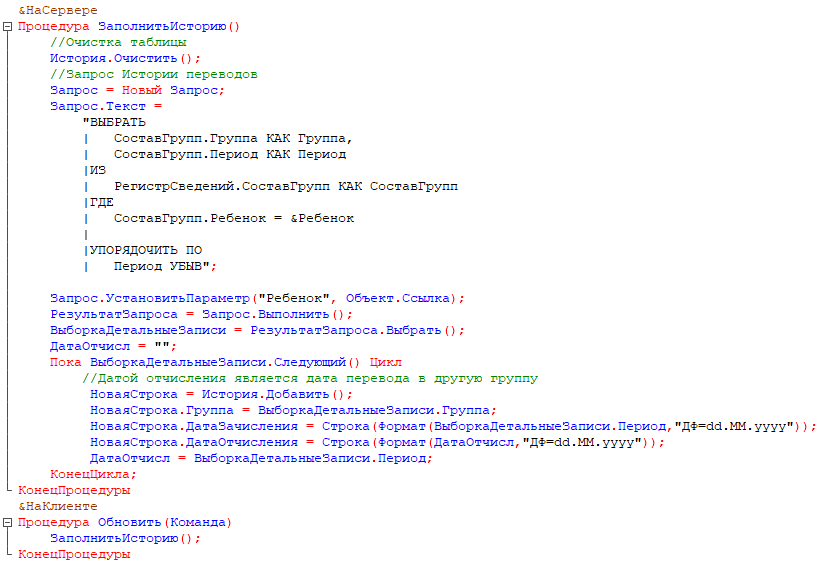 &НаСервере
Процедура ЗаполнитьИсторию()
//Очистка таблицы
История.Очистить();
//Запрос Истории переводов
Запрос = Новый Запрос;
Запрос.Текст =
"ВЫБРАТЬ
|   СоставГрупп.Группа КАК Группа,
|   СоставГрупп.Период КАК Период
|ИЗ
|   РегистрСведений.СоставГрупп КАК СоставГрупп
|ГДЕ
|   СоставГрупп.Ребенок = &Ребенок
|
|УПОРЯДОЧИТЬ ПО
|   Период УБЫВ";
Запрос.УстановитьПараметр("Ребенок", Объект.Ссылка);
РезультатЗапроса = Запрос.Выполнить();
ВыборкаДетальныеЗаписи = РезультатЗапроса.Выбрать();
ДатаОтчисл = "";
Пока ВыборкаДетальныеЗаписи.Следующий() Цикл
//Датой отчисления является дата перевода в другую группу
НоваяСтрока = История.Добавить();
НоваяСтрока.Группа = ВыборкаДетальныеЗаписи.Группа;
НоваяСтрока.ДатаЗачисления = Строка(Формат(ВыборкаДетальныеЗаписи.Период,"ДФ=dd.MM.yyyy"));
НоваяСтрока.ДатаОтчисления = Строка(Формат(ДатаОтчисл,"ДФ=dd.MM.yyyy"));
ДатаОтчисл = ВыборкаДетальныеЗаписи.Период;
КонецЦикла;
КонецПроцедуры
&НаКлиенте
Процедура Обновить(Команда)
ЗаполнитьИсторию();
КонецПроцедуры